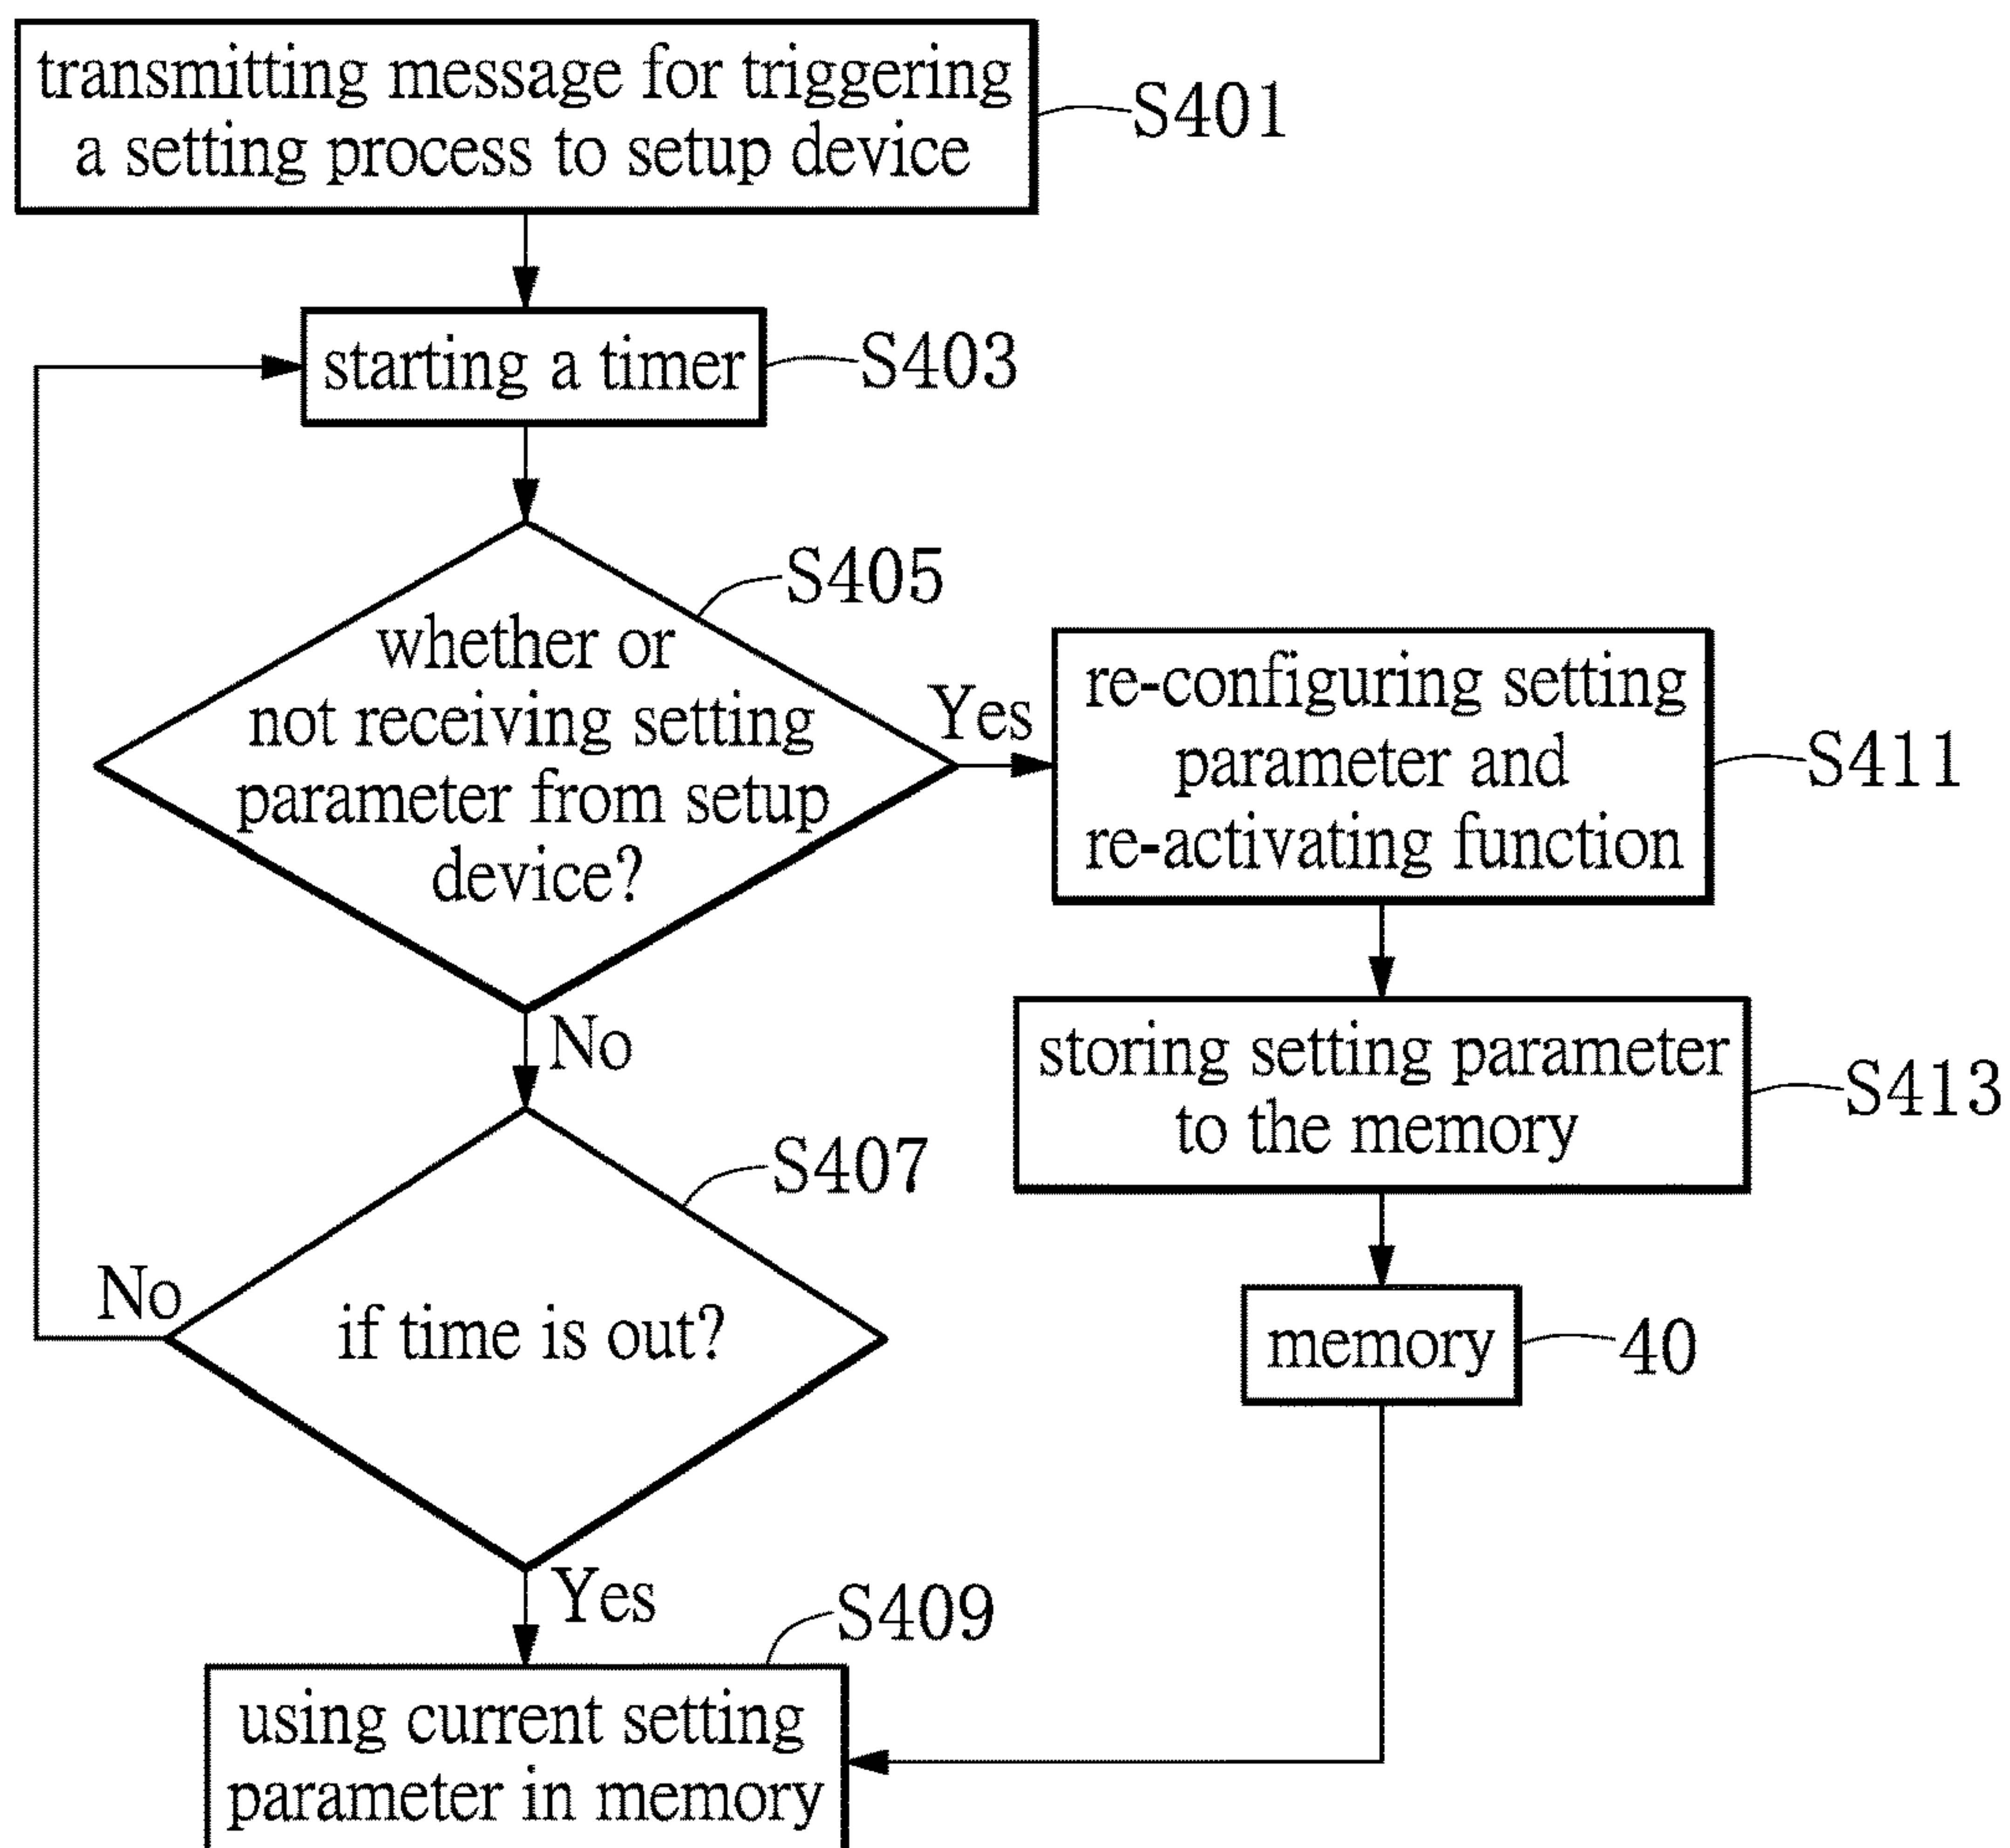 transmitting message for triggering
a setting process to setup device
S401
starting a timer
S403
S405
whether or
not receiving setting
parameter from setup
device?
Yes
re-configuring setting
parameter and
re-activating function
S411
No
storing setting parameter
to the memory
S413
S407
if time is out?
No
memory
40
Yes
S409
using current setting
parameter in memory